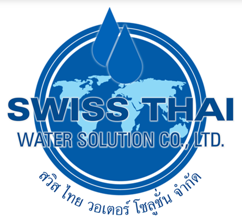 SWISS THAI
WATER SOLUTION CO., LTD.
สวิส ไทย วอเตอร์ โซลูชั่น จำกัด